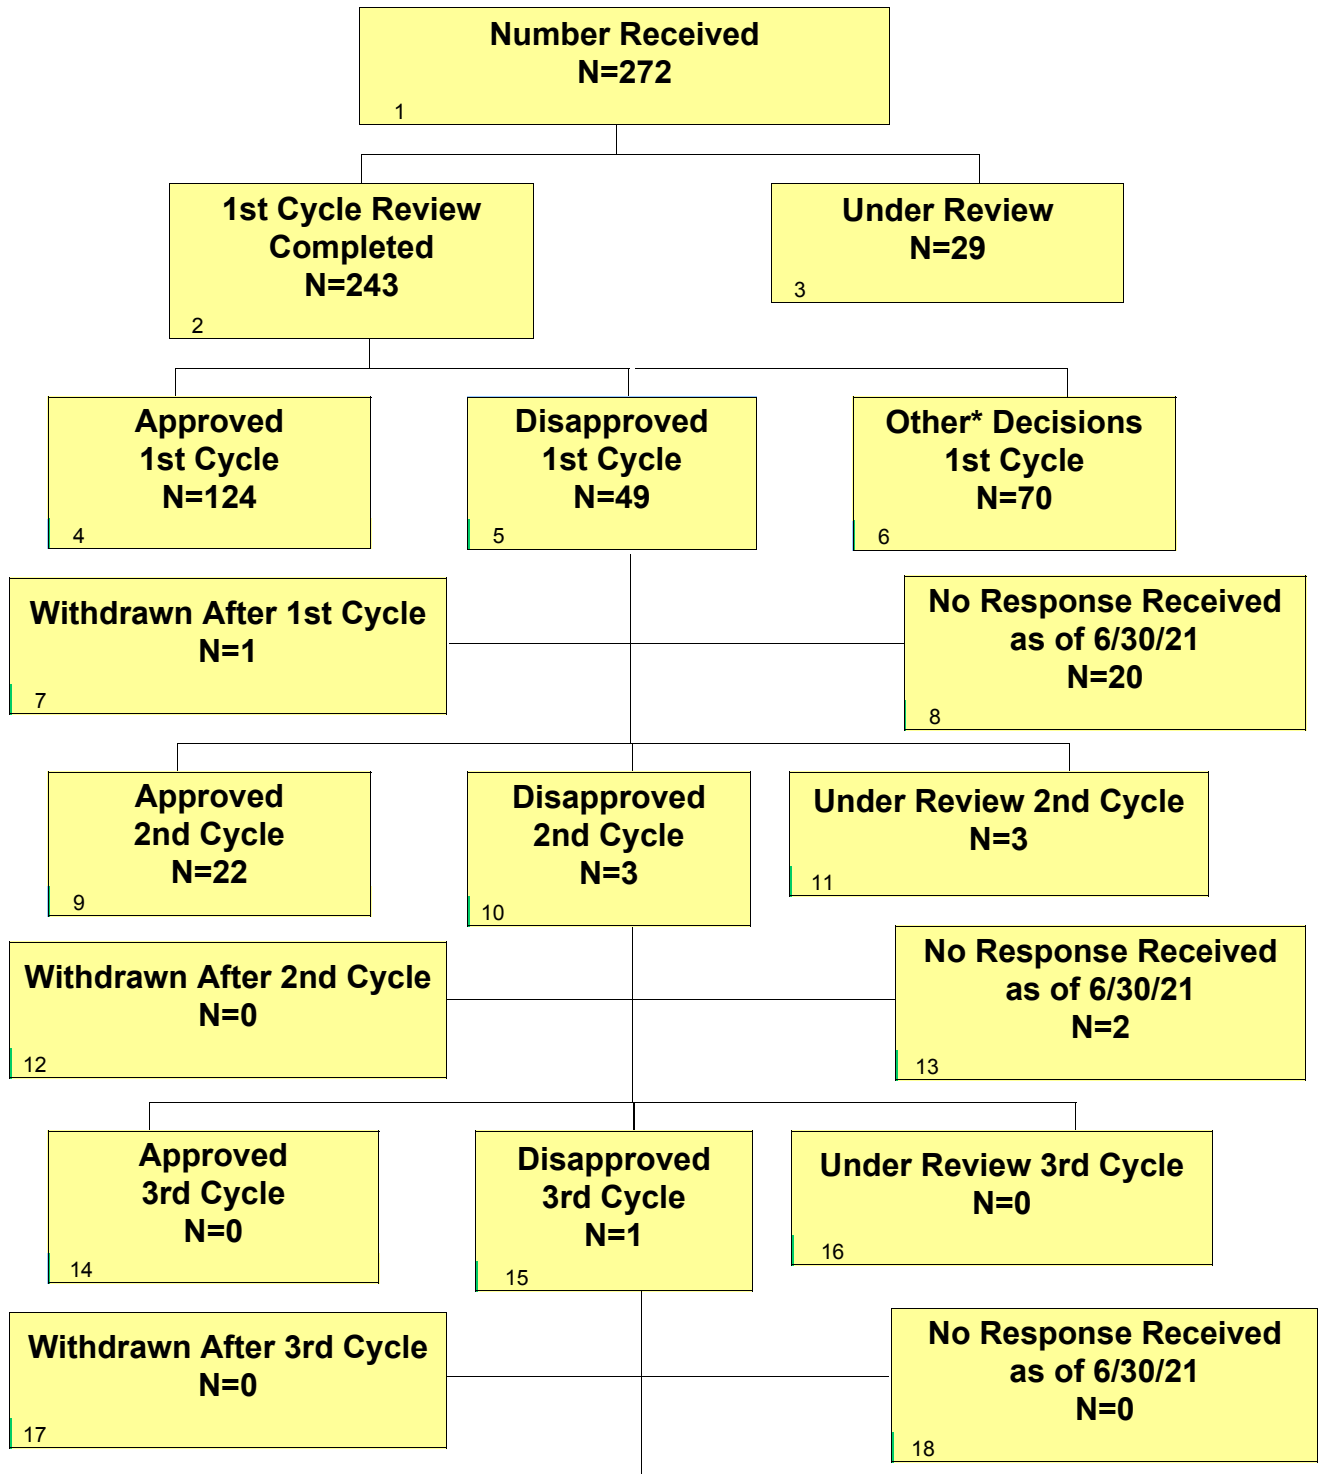 Number Received
N=272
1
1st Cycle Review
Completed
N=243
2
Under Review
N=29
3
Approved
1st Cycle
N=124
4
Disapproved
1st Cycle
N=49
5
Other* Decisions
1st Cycle
N=70
6
Withdrawn After 1st Cycle
N=1
7
No Response Received
as of 6/30/21
N=20
8
Approved
2nd Cycle
N=22
9
Disapproved
2nd Cycle
N=3
10
Under Review 2nd Cycle
N=3
11
Withdrawn After 2nd Cycle
N=0
12
No Response Received
as of 6/30/21
N=2
13
Approved
3rd Cycle
N=0
14
Disapproved
3rd Cycle
N=1
15
Under Review 3rd Cycle
N=0
16
Withdrawn After 3rd Cycle
N=0
17
No Response Received
as of 6/30/21
N=0
18